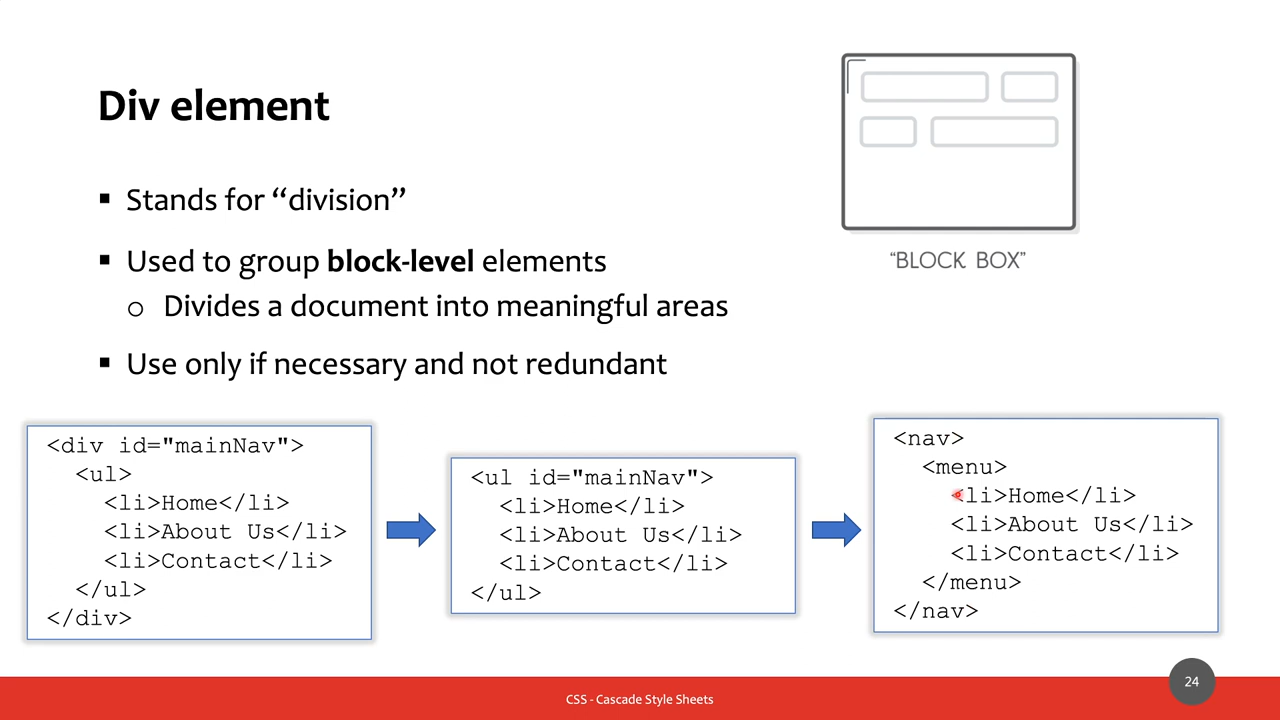 Div element
▪ Stands for “division”
▪ Used to group block-level elements
o Divides a document into meaningful areas
▪ Use only if necessary and not redundant
“BLOCK BOX”
<div id="mainNav">
<ul>
<li>Home</li>
<li>About Us</li>
<li>Contact</li>
</ul>
</div>
<ul id="mainNav">
<li>Home</li>
<li>About Us</li>
<li>Contact</li>
</ul>
<nav>
<menu>
<li>Home</li>
<li>About Us</li>
<li>Contact</li>
</menu>
</nav>
CSS - Cascade Style Sheets
24